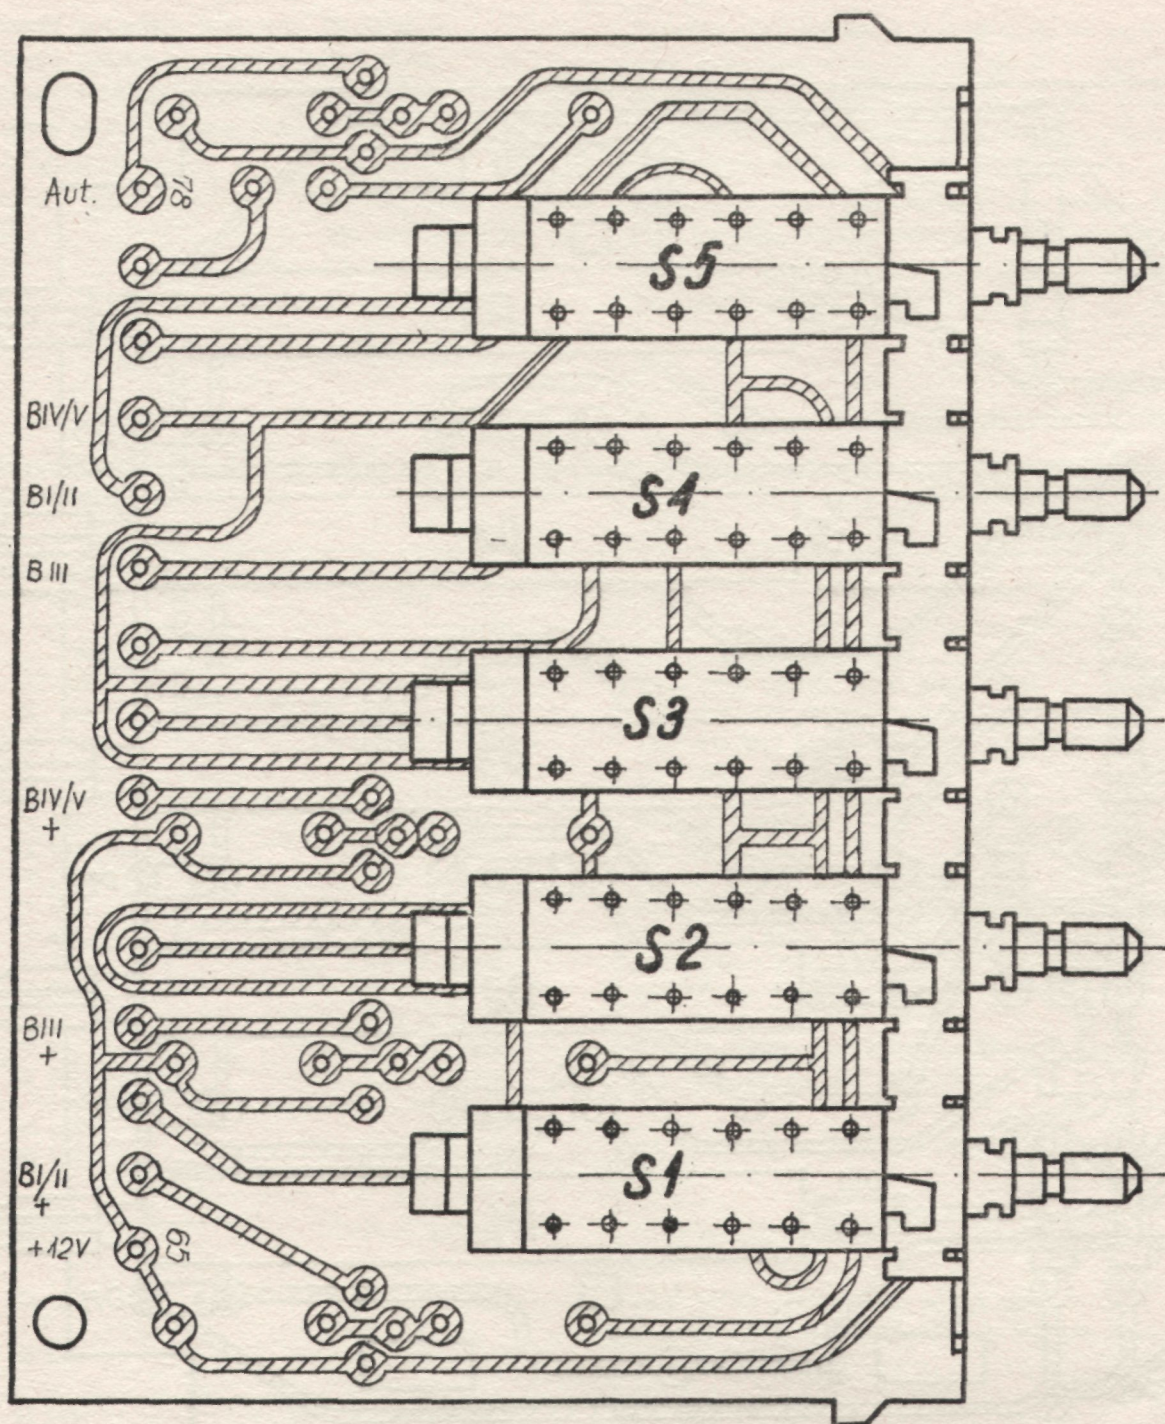 Aut.
78
S5
BIV/V
BI/II
S4
BIII
S3
BIV/V
+
S2
BIII
+
BI/II
+
S1
+12V
65